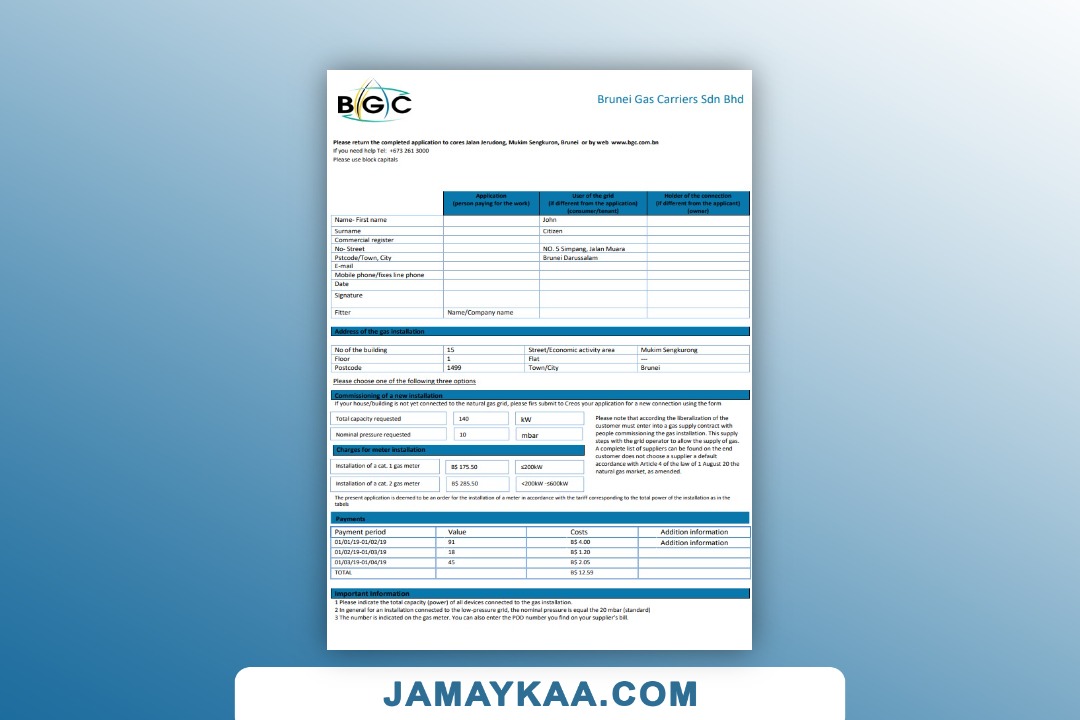 BGC
Brunei Gas Carriers Sdn Bhd
Please return the completed application to cores Jalan Jerudong, Mukim Sengkuron, Brunei or by web www.bgc.com.bn
If you need help Tel: +673 261 3000
Please use block capitals
Application
(person paying for the work)
User of the grid
(if different from the application)
(consumer/tenant)
Holder of the connection
(if different from the applicant)
(owner)
Name- First name John
Surname Citizen
Commercial register
No- Street NO. 5 Simpang, Jalan Muara
Pstcode/Town, City Brunei Darussalam
E-mail
Mobile phone/fixes line phone
Date
Signature
Fitter Name/Company name
Address of the gas installation
No of the building 15 Street/Economic activity area Mukim Sengkurong
Floor 1 Flat ---
Postcode 1499 Town/City Brunei
Please choose one of the following three options
Commissioning of a new installation
If your house/building is not yet connected to the natural gas grid, please firs submit to Creos your application for a new connection using the form
Total capacity requested 140 kW
Nominal pressure requested 10 mbar
Charges for meter installation
Installation of a cat. 1 gas meter B$ 175.50 ≤200kW
Installation of a cat. 2 gas meter B$ 285.50 <200kW -≤600kW
Please note that according the liberalization of the
customer must enter into a gas supply contract with
people commissioning the gas installation. This supply
steps with the grid operator to allow the supply of gas.
A complete list of suppliers can be found on the end
customer does not choose a supplier a default
accordance with Article 4 of the law of 1 August 20 the
natural gas market, as amended.
The present application is deemed to be an order for the installation of a meter in accordance with the tariff corresponding to the total power of the installation as in the
tabels
Payments
Payment period Value Costs Addition information
01/01/19-01/02/19 91 B$ 4.00 Addition information
01/02/19-01/03/19 18 B$ 1.20
01/03/19-01/04/19 45 B$ 2.05
TOTAL B$ 12.59
Important Information
1 Please indicate the total capacity (power) of all devices connected to the gas installation.
2 In general for an installation connected to the low-pressure grid, the nominal pressure is equal the 20 mbar (standard)
3 The number is indicated on the gas meter. You can also enter the POD number you find on your supplier's bill.
JAMAYKAA.COM